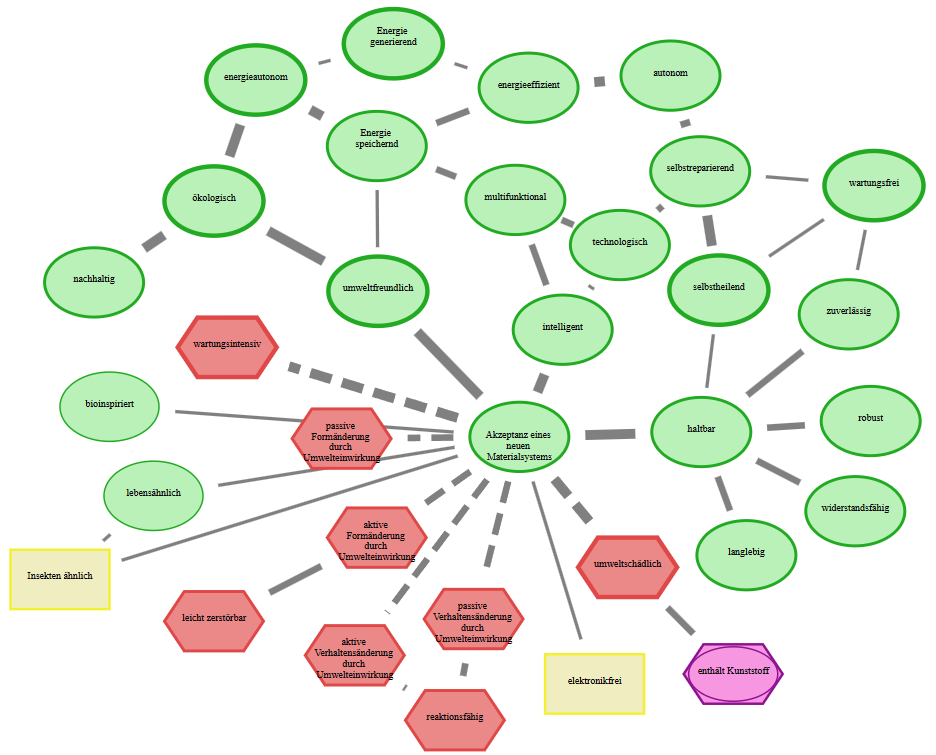 Energie
generierend
energieautonom
energieeffizient
autonom
Energie
speichernd
selbstreparierend
wartungsfrei
ökologisch
multifunktional
technologisch
nachhaltig
umweltfreundlich
selbstheilend
zuverlässig
intelligent
wartungsintensiv
bioinspiriert
passive
Formänderung
durch
Umwelteinwirkung
Akzeptanz eines
neuen
Materialsystems
haltbar
robust
lebensähnlich
widerstandsfähig
aktive
Formänderung
durch
Umwelteinwirkung
langlebig
umweltschädlich
Insekten ähnlich
leicht zerstörbar
passive
Verhaltensänderung
durch
Umwelteinwirkung
aktive
Verhaltensänderung
durch
Umwelteinwirkung
elektronikfrei
enthält Kunststoff
reaktionsfähig